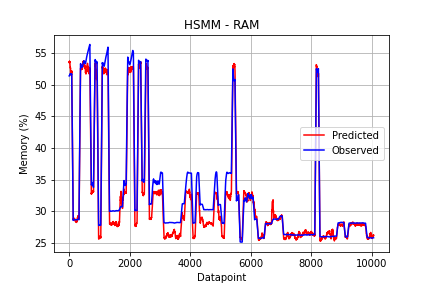 HSMM - RAM
Memory (%)
55
50
45
40
35
30
25
Predicted
Observed
0
2000
4000
6000
8000
10000
Datapoint